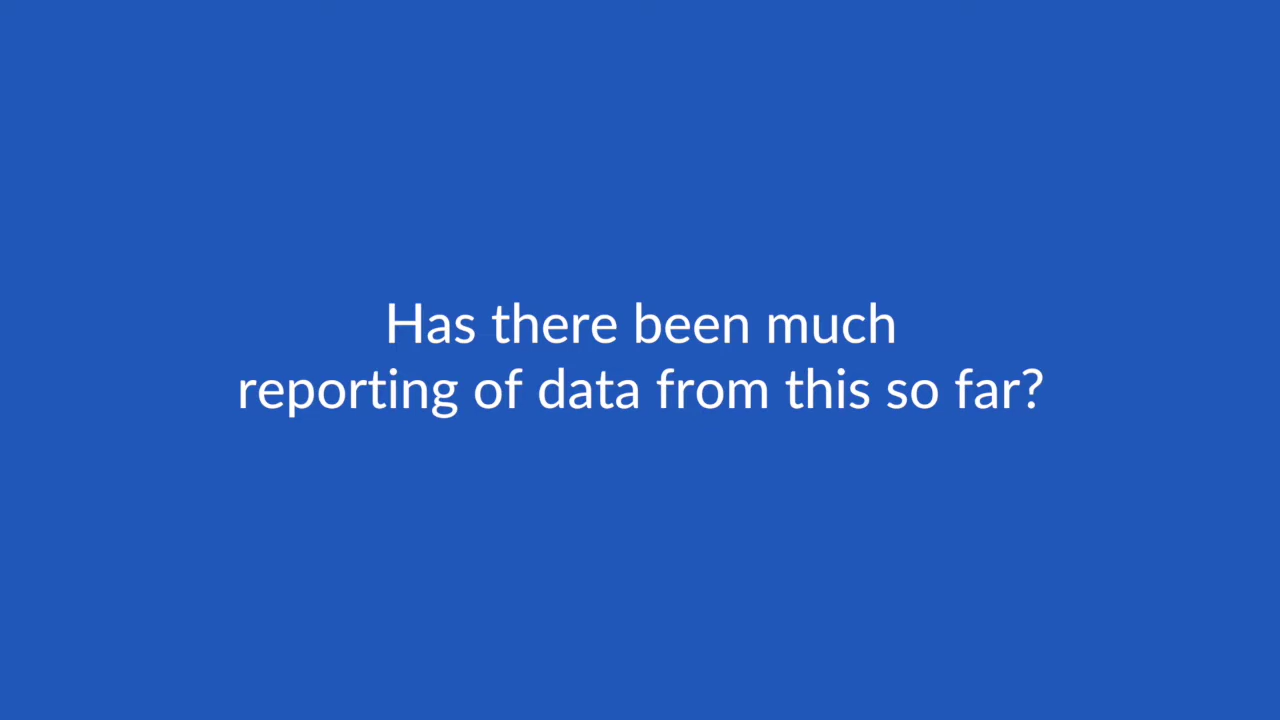 Has there been much
reporting of data from this so far?